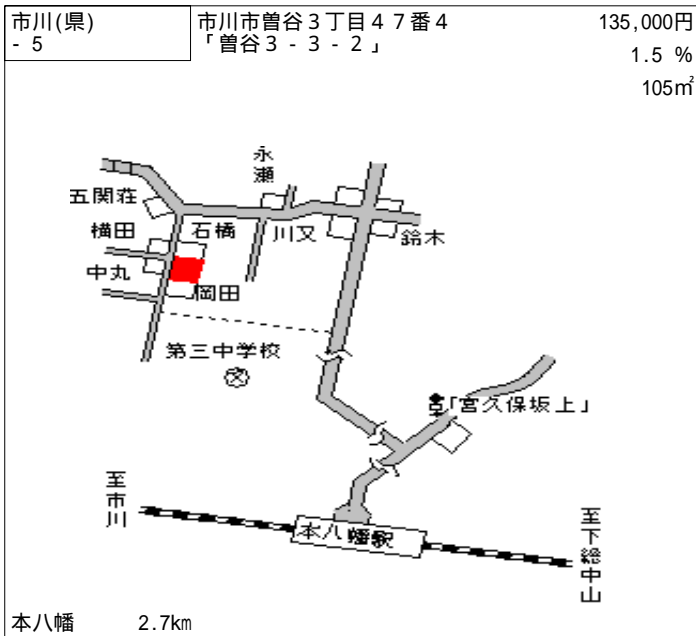 市川(県)
- 5
市川市曽谷３丁目４７番４
「曽谷３‐３‐２」
135,000円
1.5 %
105㎡
永瀬
五関荘
横田
石橋
川又
鈴木
中丸
岡田
第三中学校
「宮久保坂上」
至市川
本八幡駅
至下総中山
本八幡 2.7km